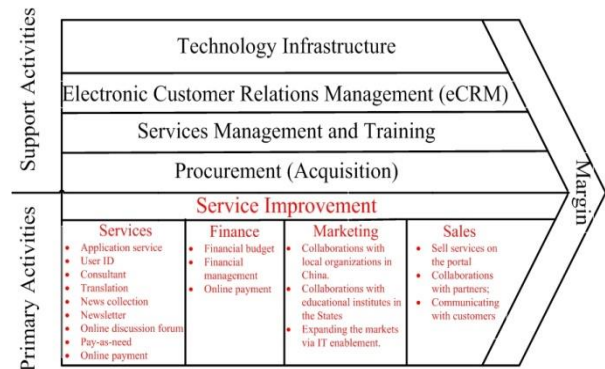 Support Activities
Technology Infrastructure
Electronic Customer Relations Management (eCRM)
Services Management and Training
Procurement (Acquisition)
Margin
Primary Activities
Service Improvement
Services
• Application service
• User ID
• Consultant
• Translation
• News collection
• Newsletter
• Online discussion forum
• Pay-as-need
• Online payment
Finance
• Financial budget
• Financial
management
• Online payment
Marketing
• Collaborations with
local organizations in
China.
• Collaborations with
educational institutes in
the States
• Expanding the markets
via IT enablement.
Sales
• Sell services on
the portal
• Collaborations
with partners;
• Communicating
with customers